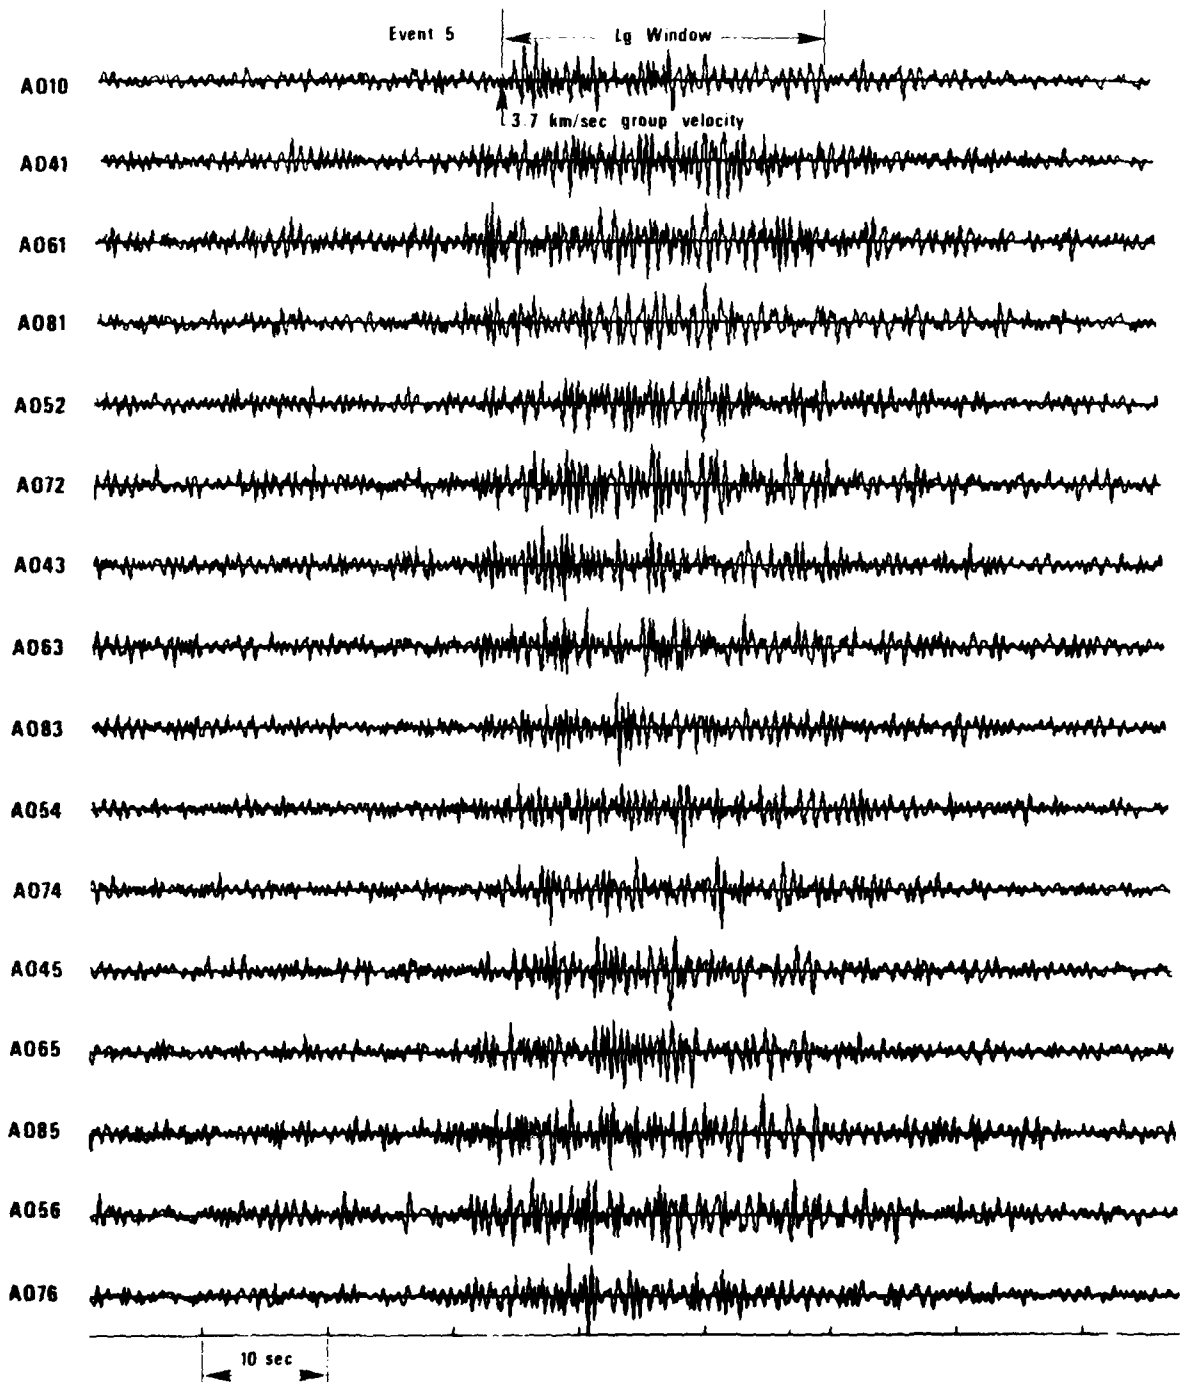 Event 5
Lg Window
A010
3.7 km/sec group velocity
A041
A061
A081
A052
A072
A043
A063
A083
A054
A074
A045
A065
A085
A056
A076
10 sec